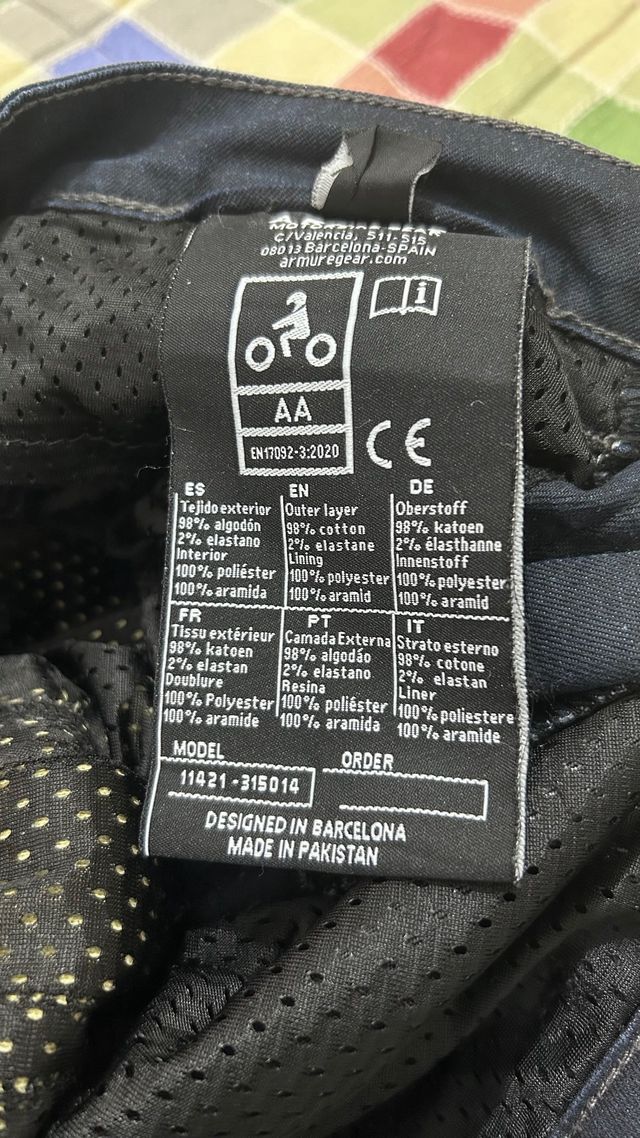 MOTORBIKE GEAR
C/Valencia, 511-515
08013 Barcelona-SPAIN
armuregear.com
i
AA
EN17092-3:2020
CE
ES
Tejido exterior
98% algodón
2% elastano
Interior
100% poliéster
100% aramida
EN
Outer layer
98% cotton
2% elastane
Lining
100% polyester
100% aramid
DE
Oberstoff
98% katoen
2% élasthanne
Innenstoff
100% polyester
100% aramid
FR
Tissu extérieur
98% katoen
2% elastan
Doublure
100% Polyester
100% aramide
PT
Camada Externa
98% algodáo
2% elastano
Resina
100% poliéster
100% aramida
IT
Strato esterno
98% cotone
2% elastan
Liner
100% poliestere
100% aramide
MODEL
11421-315014
ORDER
DESIGNED IN BARCELONA
MADE IN PAKISTAN